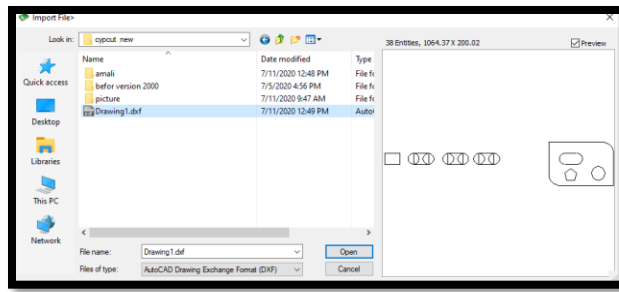 Import File>
Look in: cypcut new
38 Entities, 1064.37 X 200.02 Preview
Name Date modified Type
amali 7/11/2020 12:48 PM File fo
befor version 2000 7/5/2020 4:56 PM File fo
picture 7/11/2020 9:47 AM File fo
Drawing1.dxf 7/11/2020 12:49 PM Auto
Quick access
Desktop
Libraries
This PC
Network
File name: Drawing1.dxf Open
Files of type: AutoCAD Drawing Exchange Format (DXF) Cancel